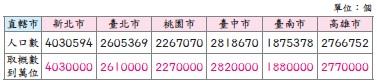 單位：個
直轄市 新北市 臺北市 桃園市 臺中市 臺南市 高雄市
人口數 4030594 2605369 2267070 2818670 1875378 2766752
取概數到萬位 4030000 2610000 2270000 2820000 1880000 2770000